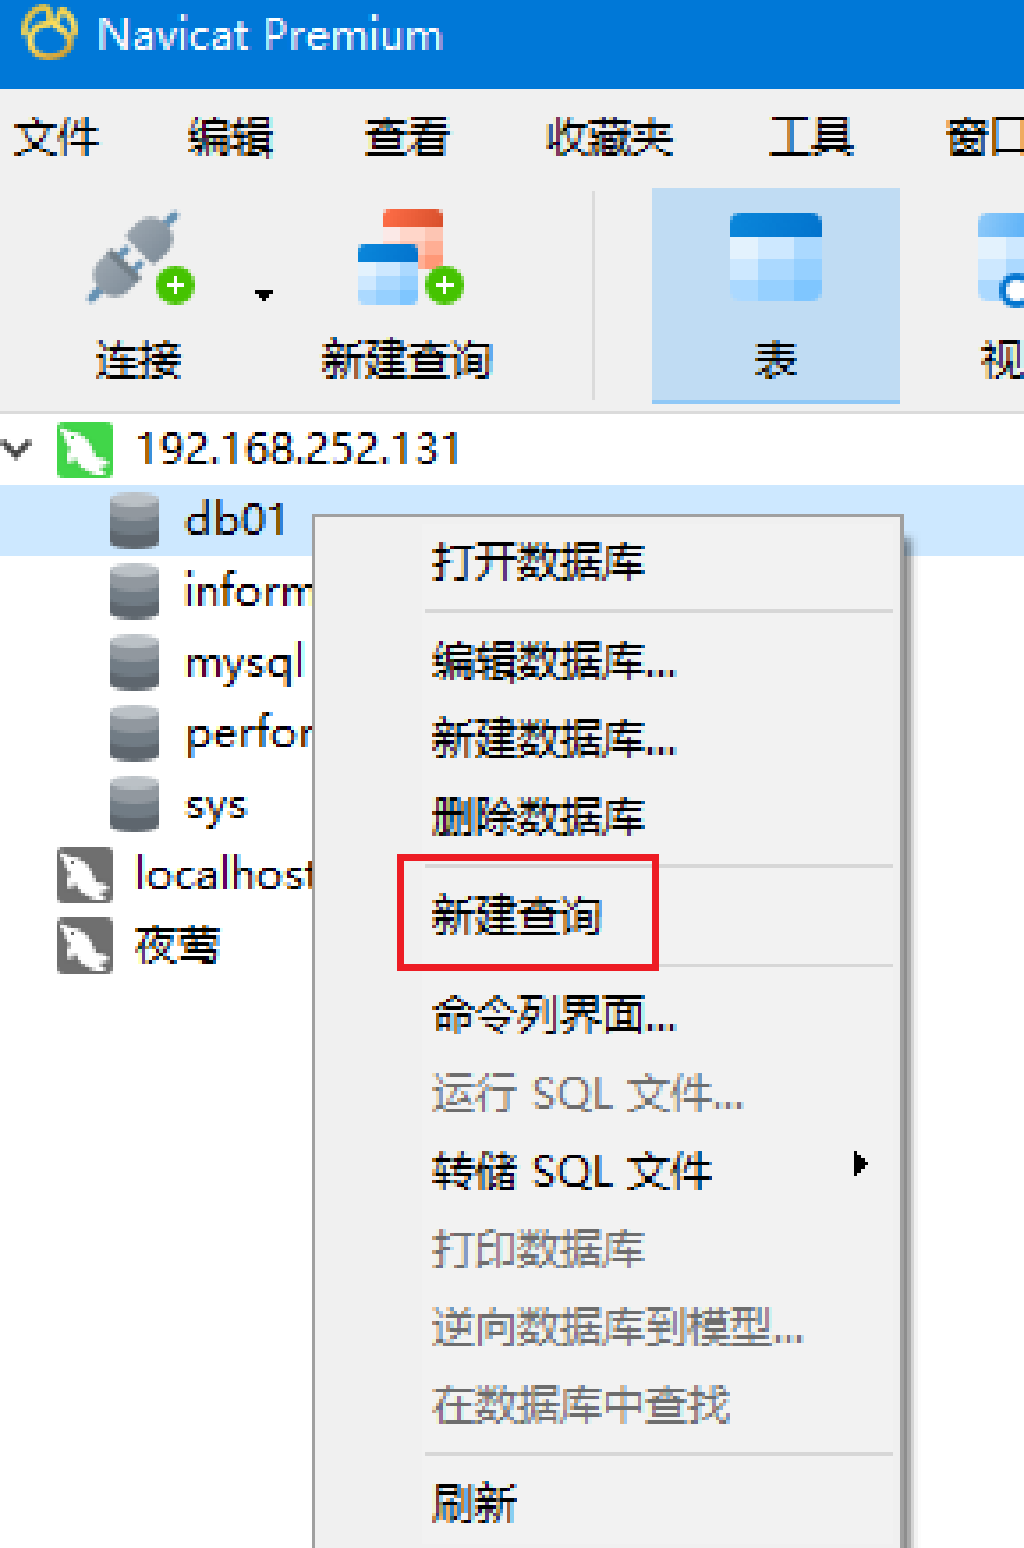 Navicat Premium
文件 编辑 查看 收藏夹 工具 窗口
连接 新建查询 表 视
192.168.252.131
db01
inform
mysql
perfor
sys
localhost
夜莺
打开数据库
编辑数据库...
新建数据库...
删除数据库
新建查询
命令列界面...
运行 SQL 文件...
转储 SQL 文件
打印数据库
逆向数据库到模型...
在数据库中查找
刷新